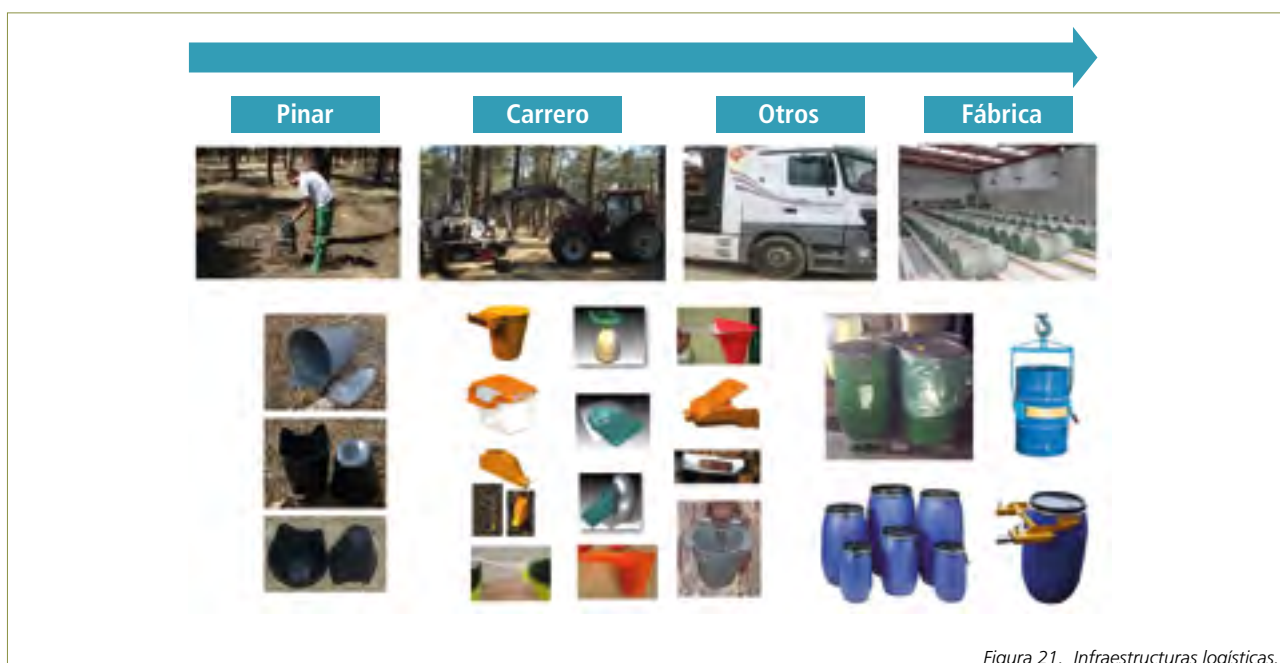 Pinar
Carrero
Otros
Fábrica
Figura 21. Infraestructuras logísticas.